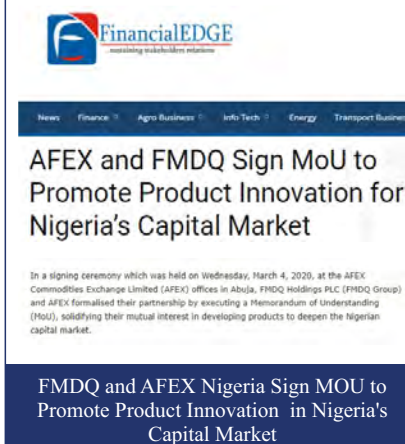 FinancialEDGE
...sustaining stakeholders relations
News Finance Agro Business Info Tech Energy Transport Busines
AFEX and FMDQ Sign MoU to
Promote Product Innovation for
Nigeria's Capital Market
In a signing ceremony which was held on Wednesday, March 4, 2020, at the AFEX
Commodities Exchange Limited (AFEX) offices in Abuja, FMDQ Holdings PLC (FMDQ Group)
and AFEX formalised their partnership by executing a Memorandum of Understanding
(MoU), solidifying their mutual interest in developing products to deepen the Nigerian
capital market.
FMDQ and AFEX Nigeria Sign MOU to
Promote Product Innovation in Nigeria's
Capital Market